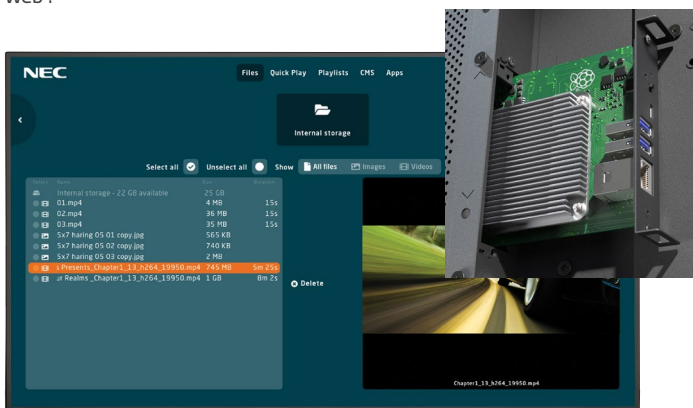 NEC
Files Quick Play Playlists CMS Apps
Internal storage
Select all Unselect all Show All files Images Videos
Internal storage - 22 GB available 25 GB
01.mp4 4 MB 15s
02.mp4 36 MB 15s
03.mp4 35 MB 15s
5x7 haring 05 01 copy.jpg 565 KB
5x7 haring 05 02 copy.jpg 740 KB
5x7 haring 05 03 copy.jpg 2 MB
Presents_Chapter1_13_h264_19950.mp4 745 MB 5m 25s
Realms _Chapter1_13_h264_19950.mp4 1 GB 8m 2s
Delete
Chapter1_13_h264_19950.mp4